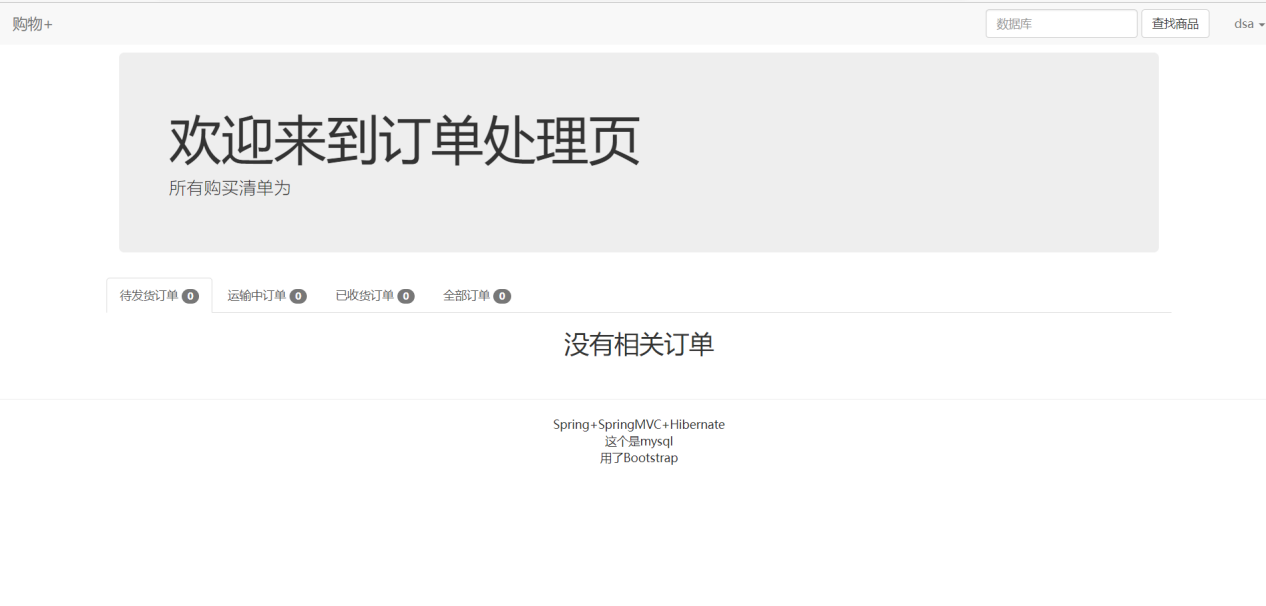 购物+ 数据库 查找商品 dsa
欢迎来到订单处理页
所有购买清单为
待发货订单 0 运输中订单 0 已收货订单 0 全部订单 0
没有相关订单
Spring+SpringMVC+Hibernate
这个是mysql
用了Bootstrap